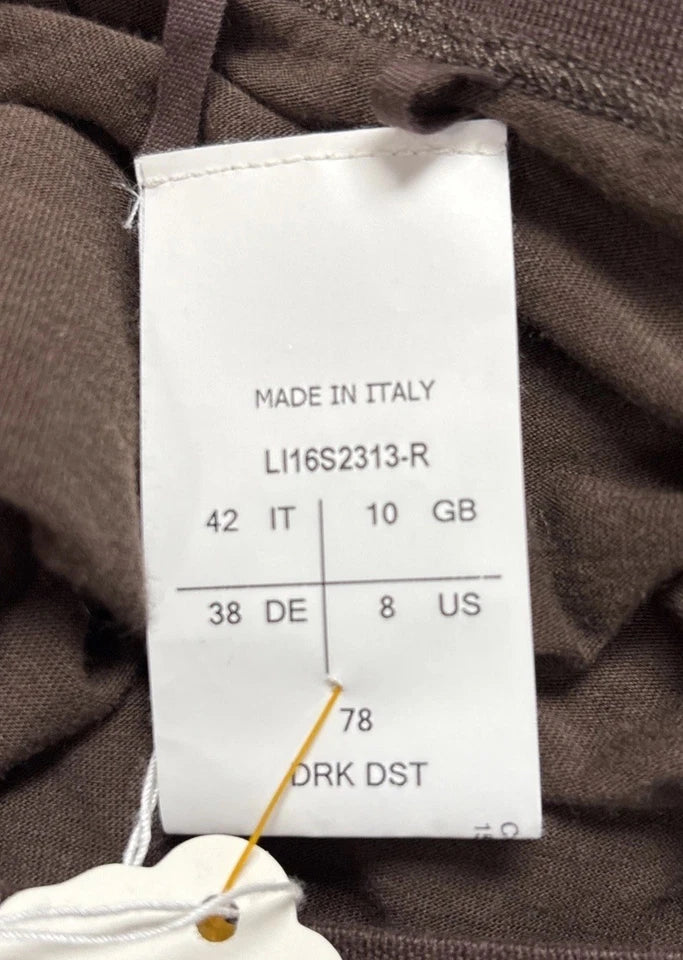 MADE IN ITALY
LI16S2313-R
42 IT 10 GB
38 DE 8 US
78
DRK DST